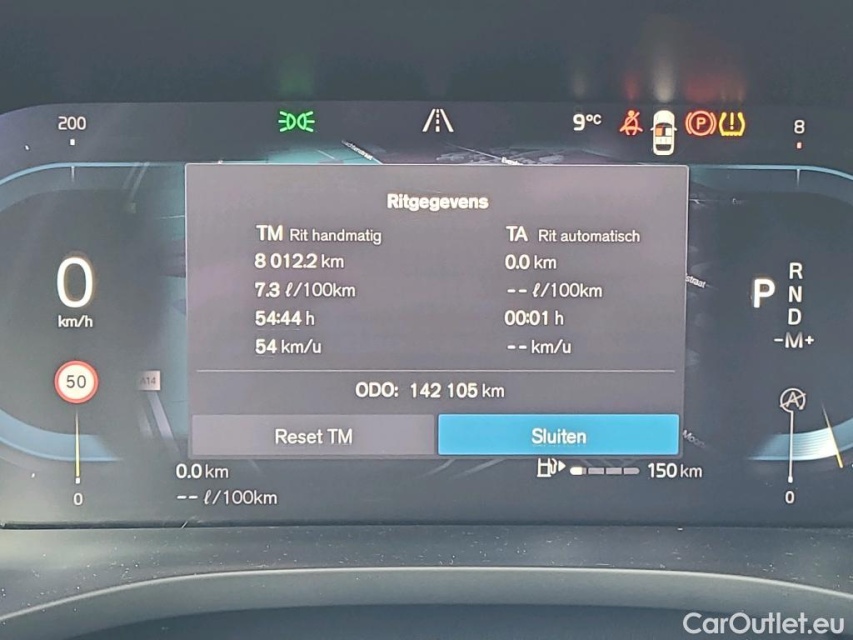 200
9°C
P
8
Ritgegevens
TM Rit handmatig
TA Rit automatisch
8 012.2 km
0.0 km
7.3 ℓ/100km
-- ℓ/100km
54:44 h
00:01 h
54 km/u
-- km/u
ODO: 142 105 km
Reset TM
Sluiten
0
km/h
50
A14
straat
P
R
N
D
-M+
A
0.0 km
-- ℓ/100km
150 km
0
0
CarOutlet.eu